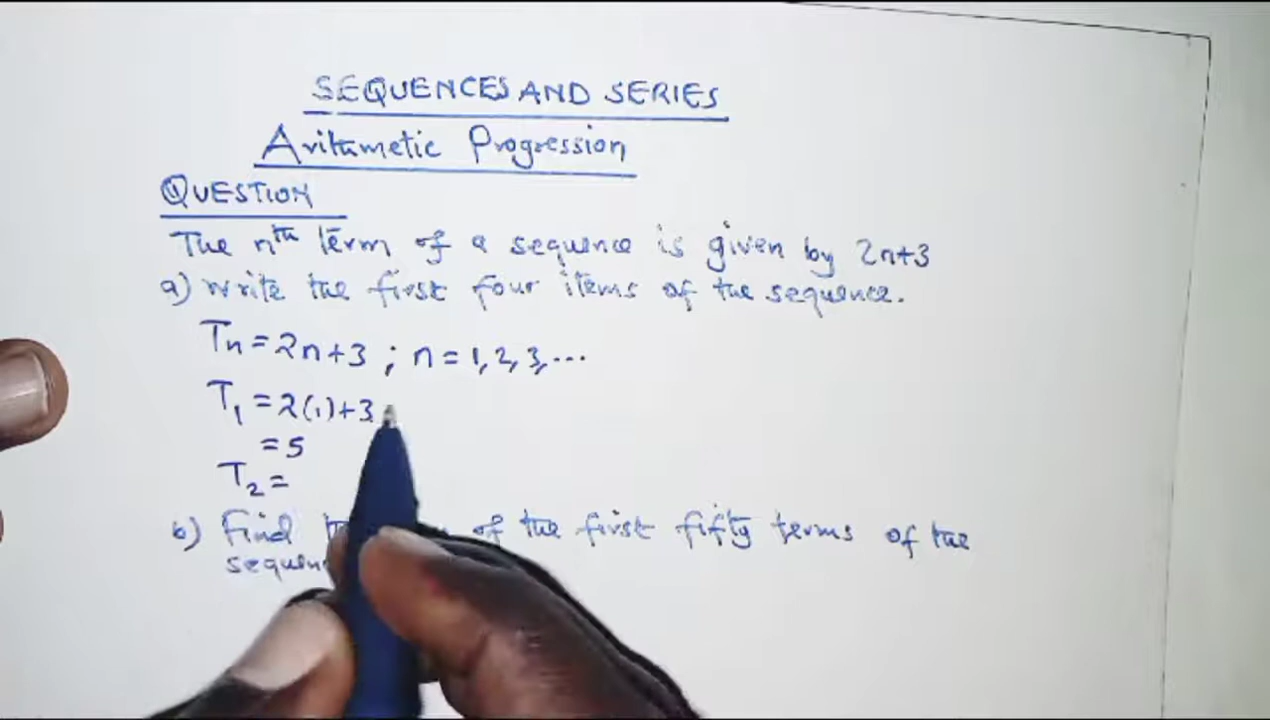 SEQUENCES AND SERIES
Aritmetic Progression
QUESTION
The nth term of a sequence is given by 2n+3
a) Write the first four items of the sequence.
Tn = 2n+3 ; n = 1, 2, 3, ...
T1 = 2(1)+3
= 5
T2 =
b) Find of the first fifty terms of the